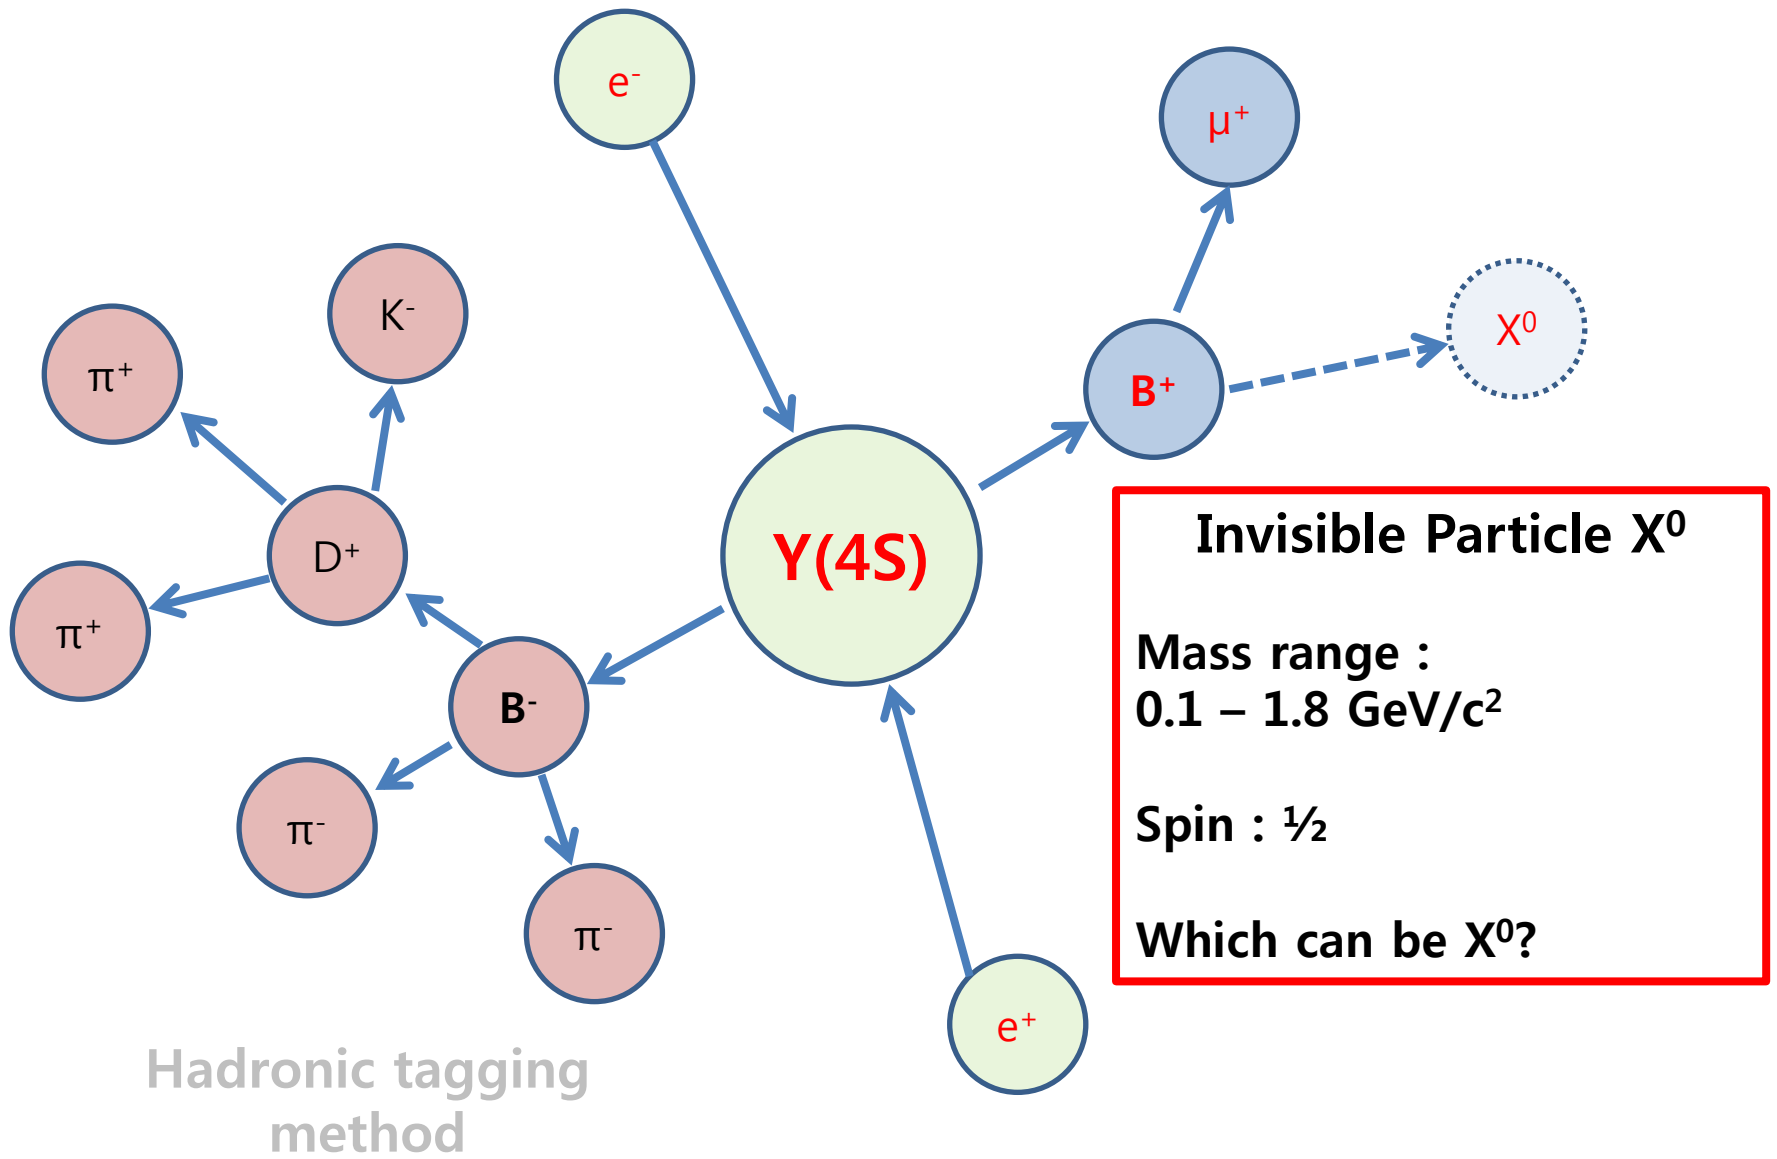 e⁻
μ⁺
K⁻
X⁰
π⁺
B⁺
Y(4S)
D⁺
π⁺
B⁻
π⁻
π⁻
e⁺
Invisible Particle X⁰
Mass range :
0.1 – 1.8 GeV/c²
Spin : ½
Which can be X⁰?
Hadronic tagging
method